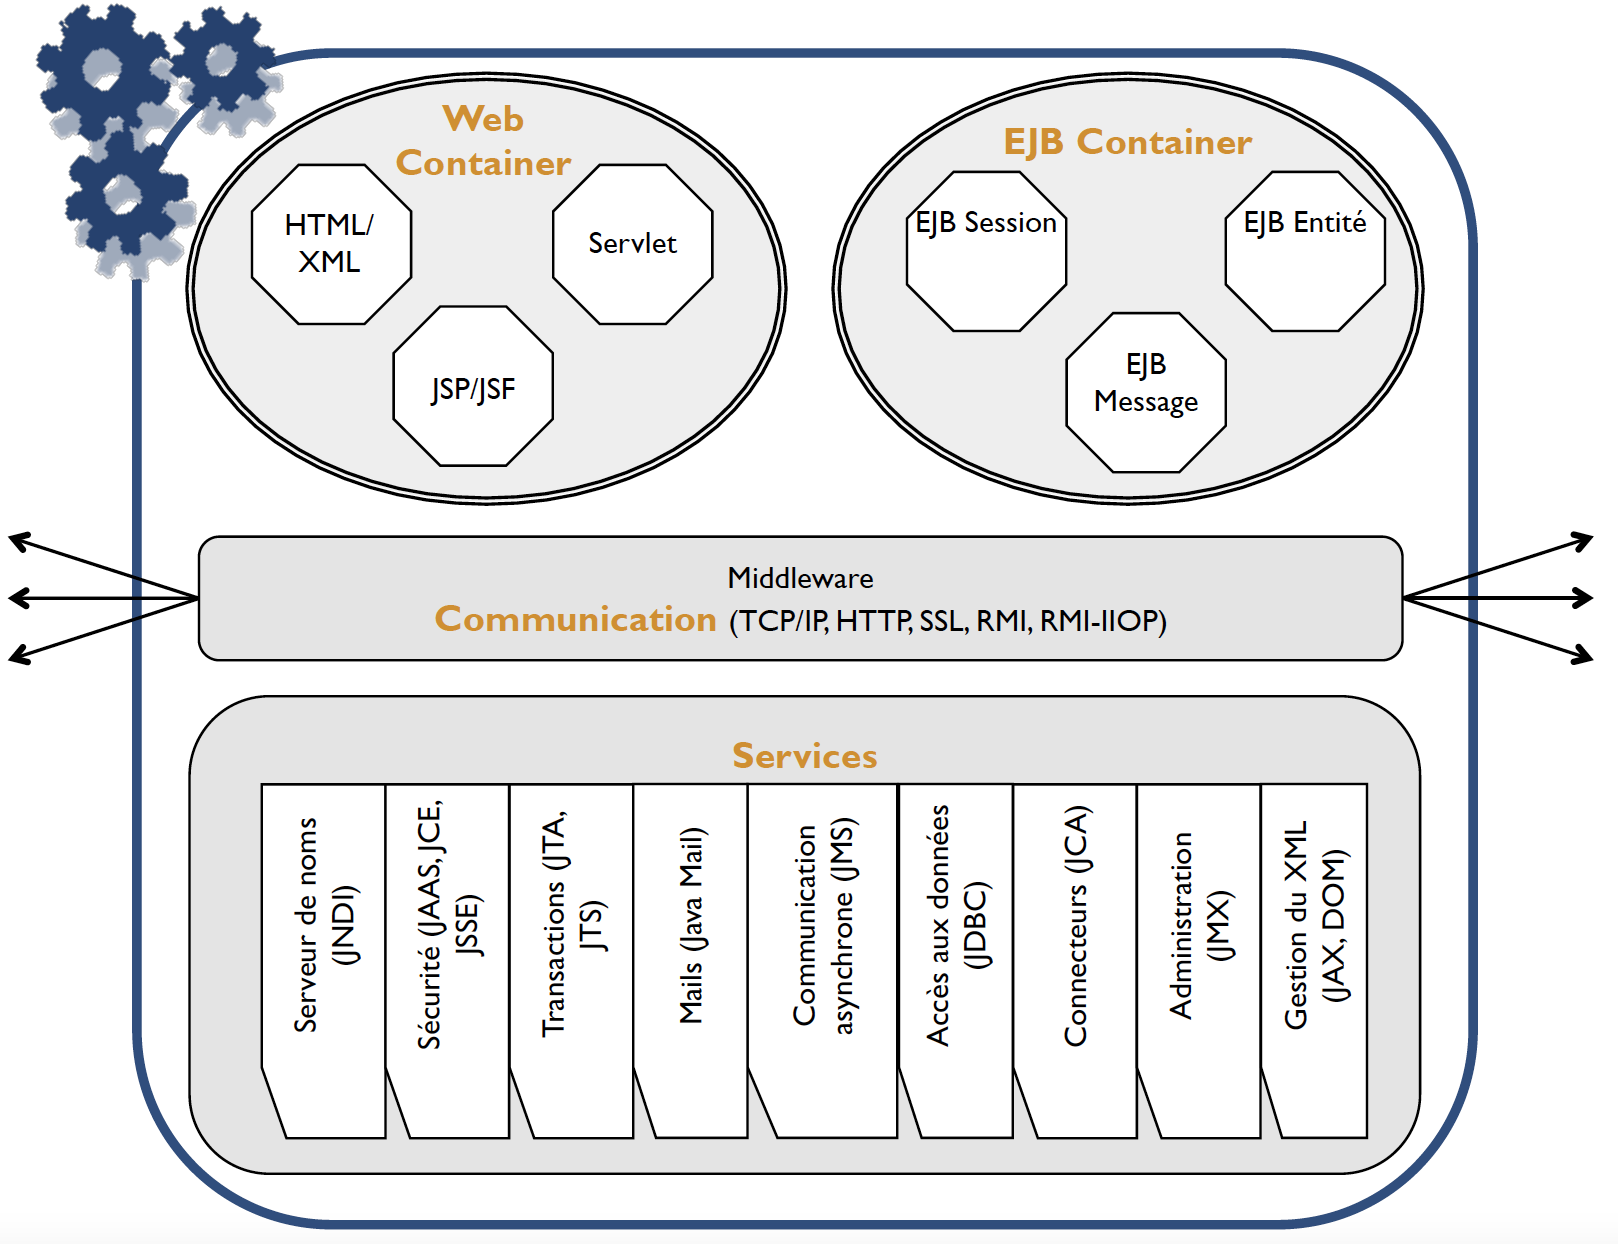 Web
Container
HTML/
XML
Servlet
JSP/JSF
EJB Container
EJB Session
EJB Entité
EJB
Message
Middleware
Communication (TCP/IP, HTTP, SSL, RMI, RMI-IIOP)
Services
Serveur de noms
(JNDI)
Sécurité (JAAS, JCE,
JSSE)
Transactions (JTA,
JTS)
Mails (Java Mail)
Communication
asynchrone (JMS)
Accès aux données
(JDBC)
Connecteurs (JCA)
Administration
(JMX)
Gestion du XML
(JAX, DOM)